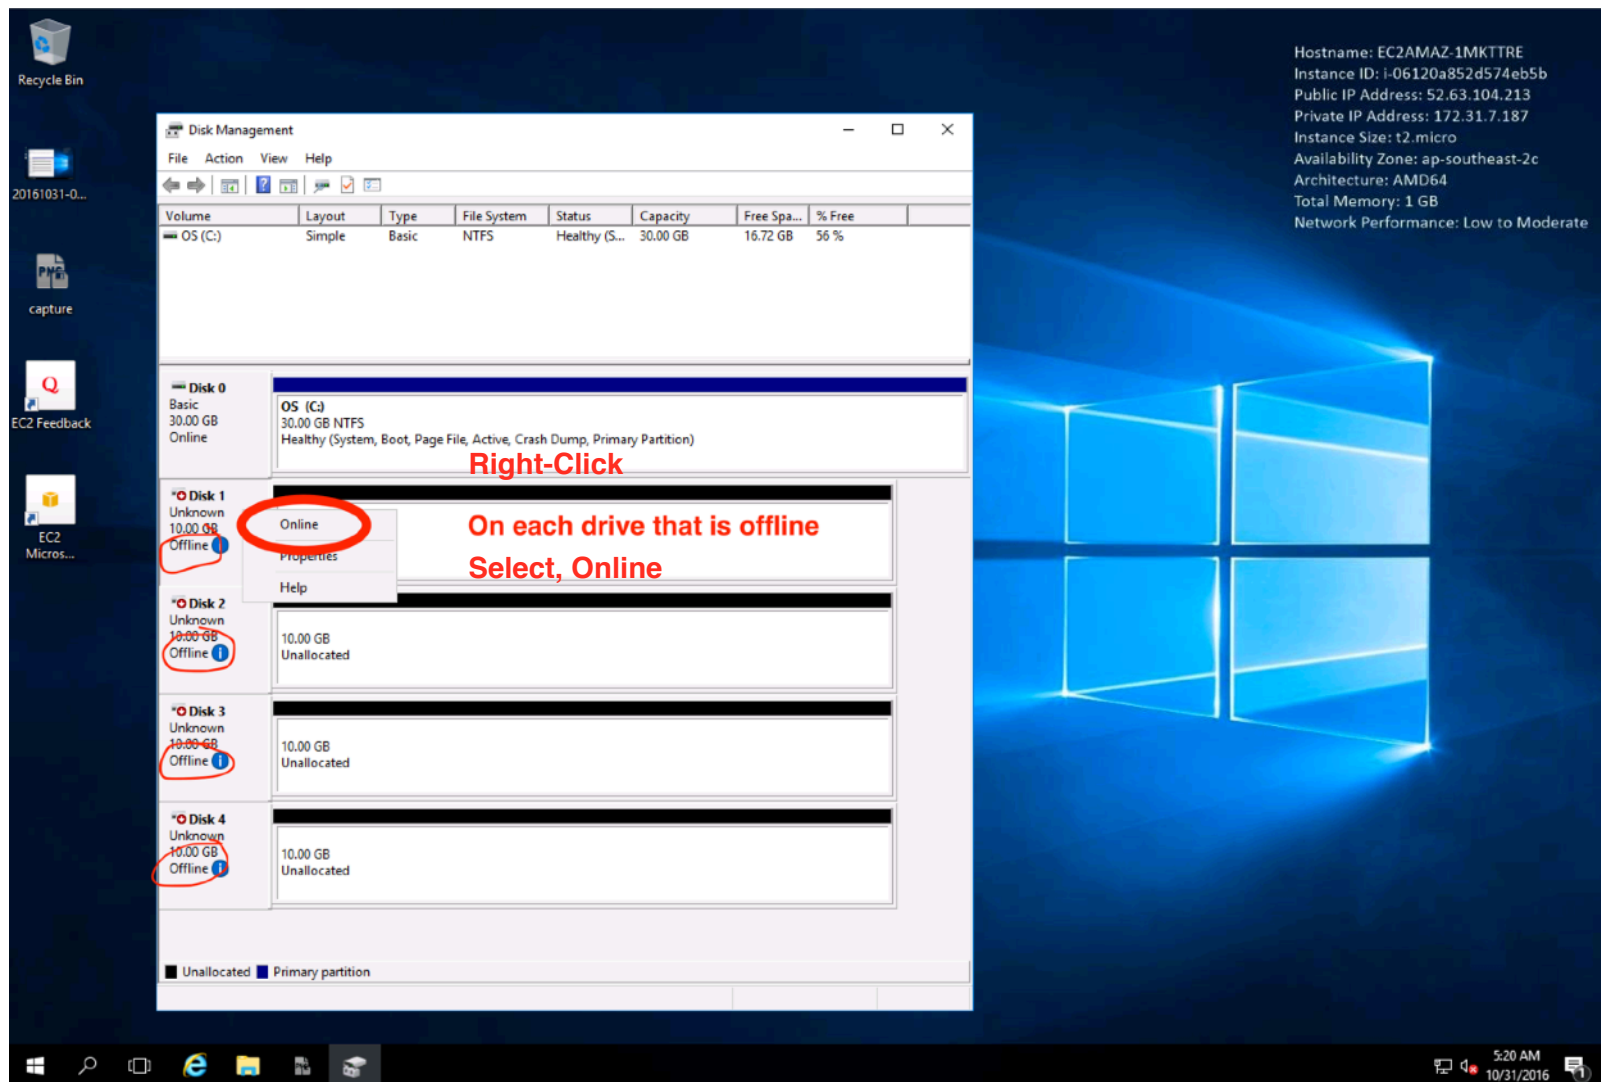 Recycle Bin
20161031-0...
PNG
capture
Q
EC2 Feedback
EC2
Micros...
Hostname: EC2AMAZ-1MKTTRE
Instance ID: i-06120a852d574eb5b
Public IP Address: 52.63.104.213
Private IP Address: 172.31.7.187
Instance Size: t2.micro
Availability Zone: ap-southeast-2c
Architecture: AMD64
Total Memory: 1 GB
Network Performance: Low to Moderate
Disk Management
File Action View Help
Volume Layout Type File System Status Capacity Free Spa... % Free
OS (C:) Simple Basic NTFS Healthy (S... 30.00 GB 16.72 GB 56 %
Disk 0
Basic
30.00 GB
Online
OS (C:)
30.00 GB NTFS
Healthy (System, Boot, Page File, Active, Crash Dump, Primary Partition)
Right-Click
On each drive that is offline
Select, Online
Disk 1
Unknown
10.00 GB
Offline
Online
Properties
Help
Disk 2
Unknown
10.00 GB
Offline
10.00 GB
Unallocated
Disk 3
Unknown
10.00 GB
Offline
10.00 GB
Unallocated
Disk 4
Unknown
10.00 GB
Offline
10.00 GB
Unallocated
Unallocated Primary partition
5:20 AM
10/31/2016
1